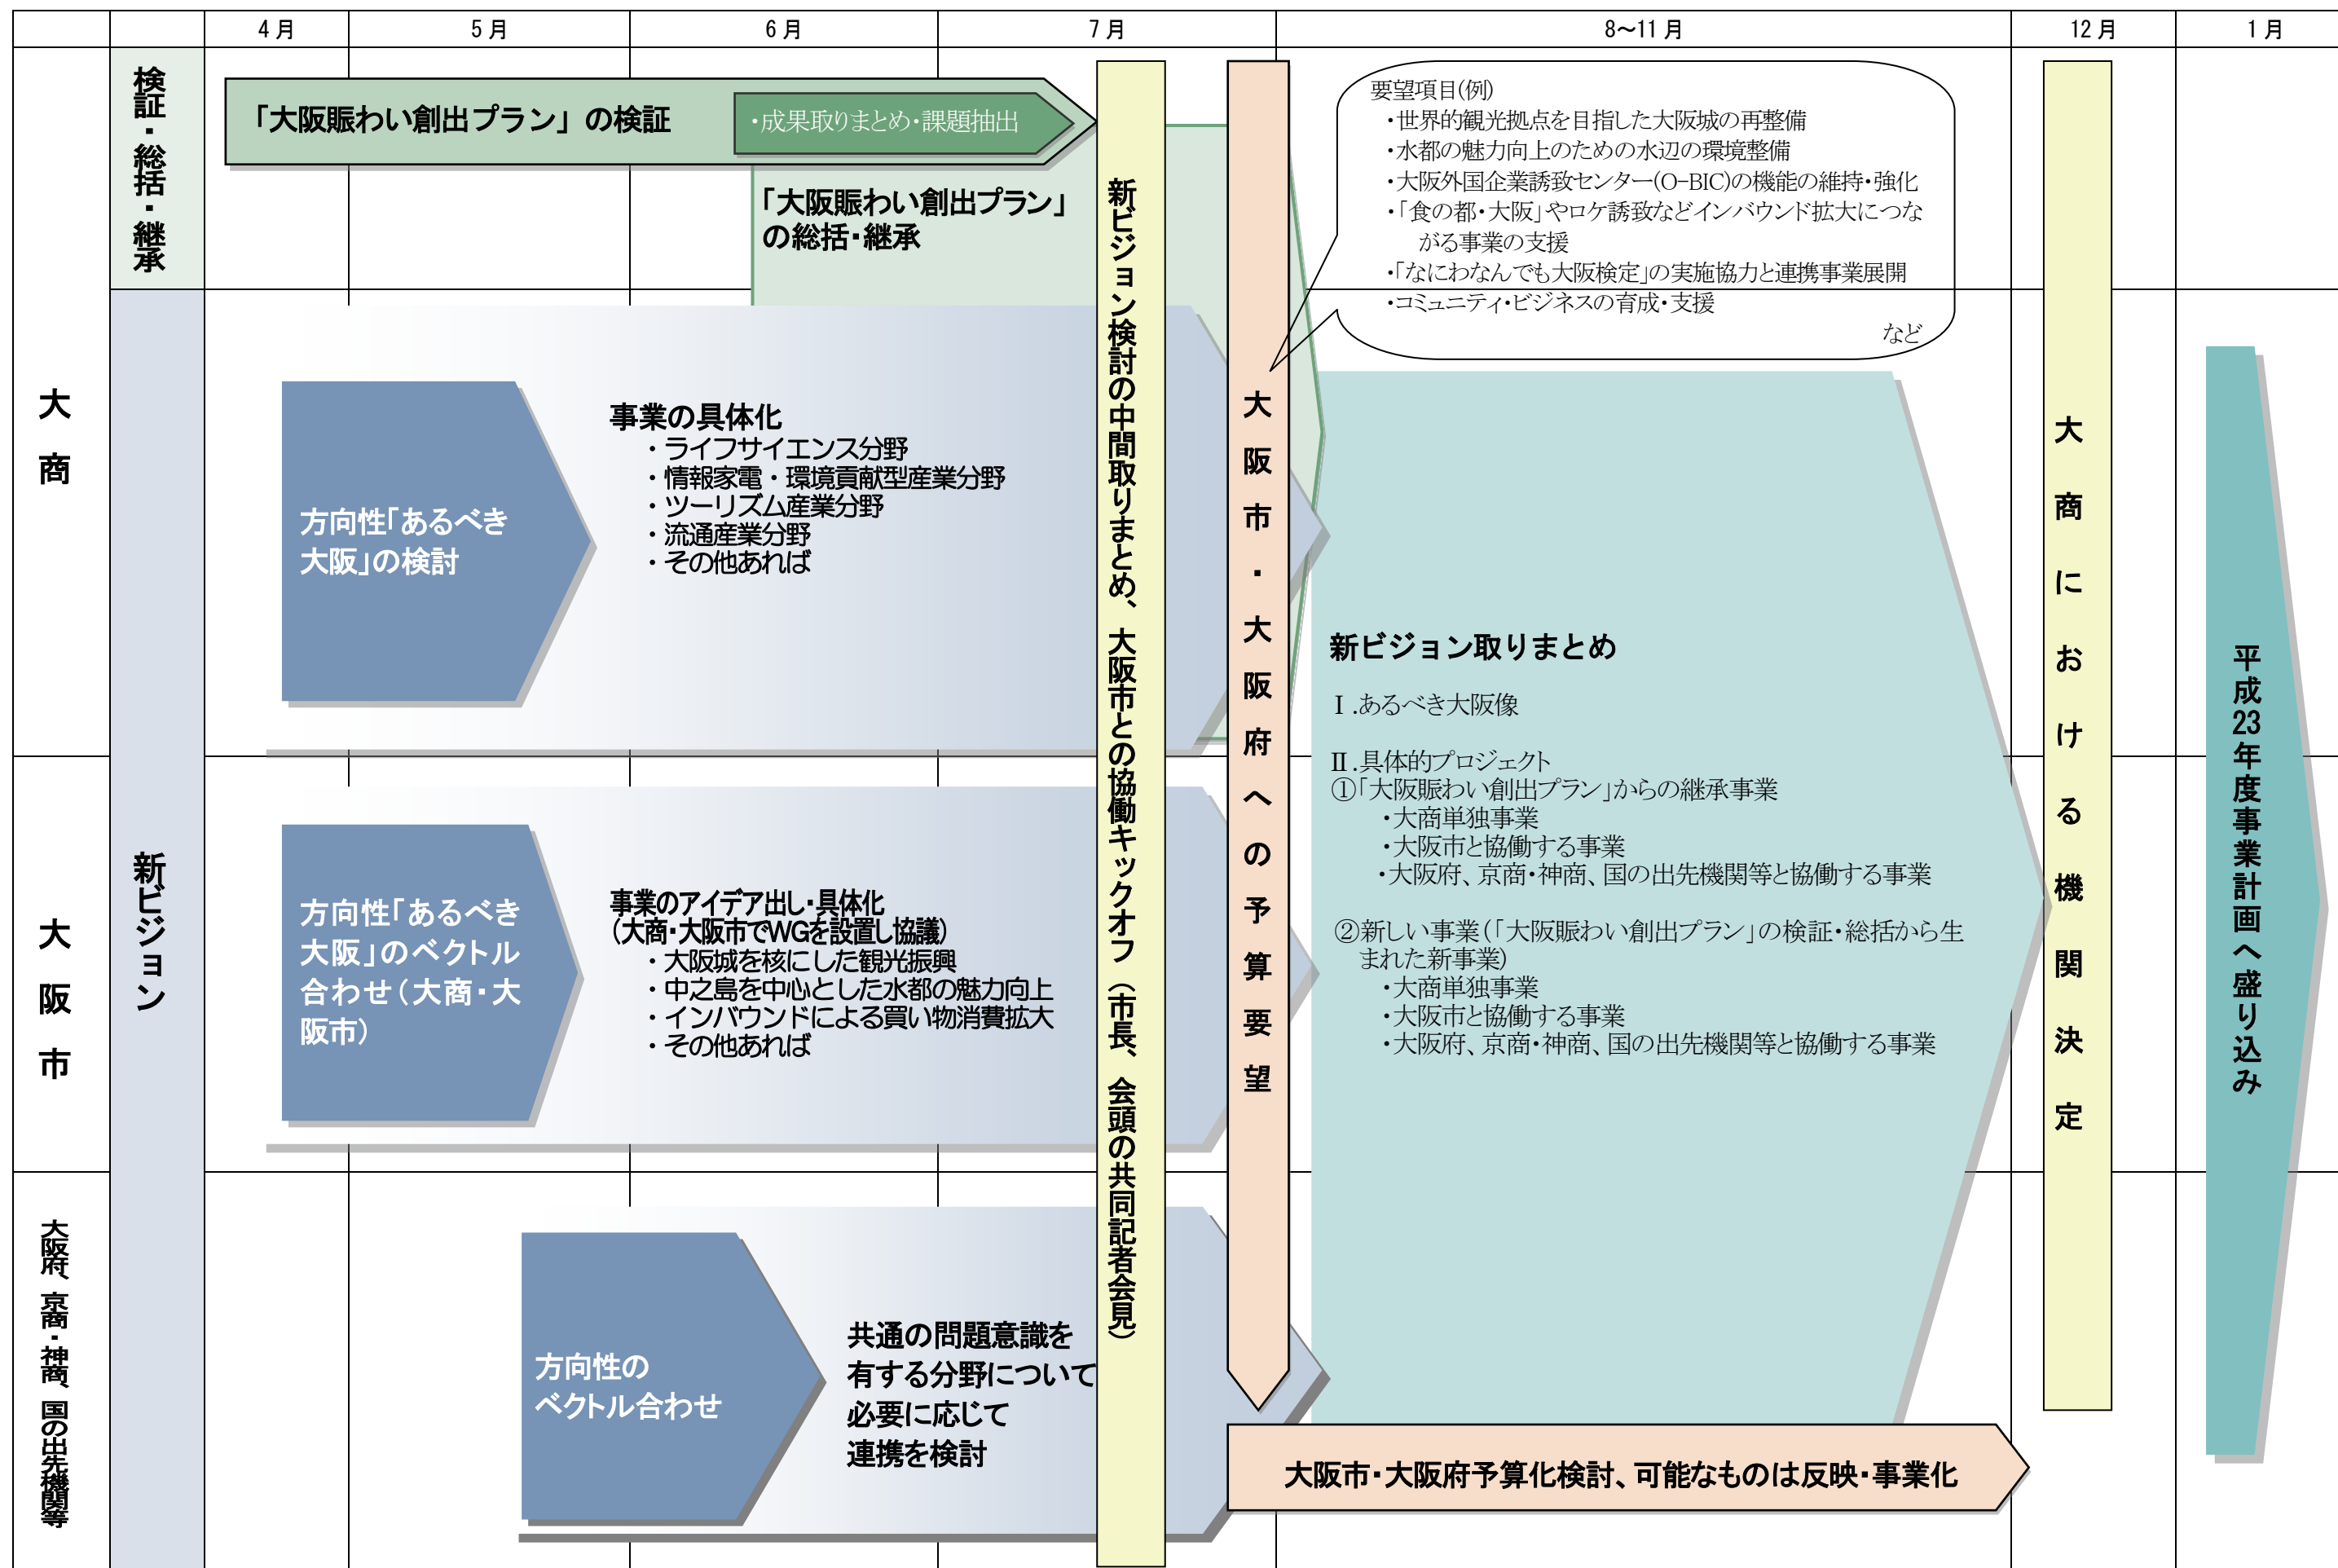 4月
5月
6月
7月
8～11月
12月
1月
大商
検証・総括・継承
「大阪賑わい創出プラン」の検証
・成果取りまとめ・課題抽出
「大阪賑わい創出プラン」
の総括・継承
新ビジョン
方向性「あるべき
大阪」の検討
事業の具体化
・ライフサイエンス分野
・情報家電・環境貢献型産業分野
・ツーリズム産業分野
・流通産業分野
・その他あれば
大阪市
方向性「あるべき
大阪」のベクトル
合わせ（大商・大
阪市）
事業のアイデア出し・具体化
（大商・大阪市でWGを設置し協議）
・大阪城を核にした観光振興
・中之島を中心とした水都の魅力向上
・インバウンドによる買い物消費拡大
・その他あれば
大阪府、京商・神商、国の出先機関等
方向性の
ベクトル合わせ
共通の問題意識を
有する分野について
必要に応じて
連携を検討
新ビジョン検討の中間取りまとめ、大阪市との協働キックオフ（市長、会頭の共同記者会見）
大阪市・大阪府への予算要望
要望項目(例)
・世界的観光拠点を目指した大阪城の再整備
・水都の魅力向上のための水辺の環境整備
・大阪外国企業誘致センター(O-BIC)の機能の維持・強化
・「食の都・大阪」やロケ誘致などインバウンド拡大につな
がる事業の支援
・「なにわなんでも大阪検定」の実施協力と連携事業展開
・コミュニティ・ビジネスの育成・支援
など
新ビジョン取りまとめ
Ⅰ.あるべき大阪像
Ⅱ.具体的プロジェクト
①「大阪賑わい創出プラン」からの継承事業
・大商単独事業
・大阪市と協働する事業
・大阪府、京商・神商、国の出先機関等と協働する事業
②新しい事業（「大阪賑わい創出プラン」の検証・総括から生
まれた新事業）
・大商単独事業
・大阪市と協働する事業
・大阪府、京商・神商、国の出先機関等と協働する事業
大阪市・大阪府予算化検討、可能なものは反映・事業化
大商における機関決定
平成23年度事業計画へ盛り込み